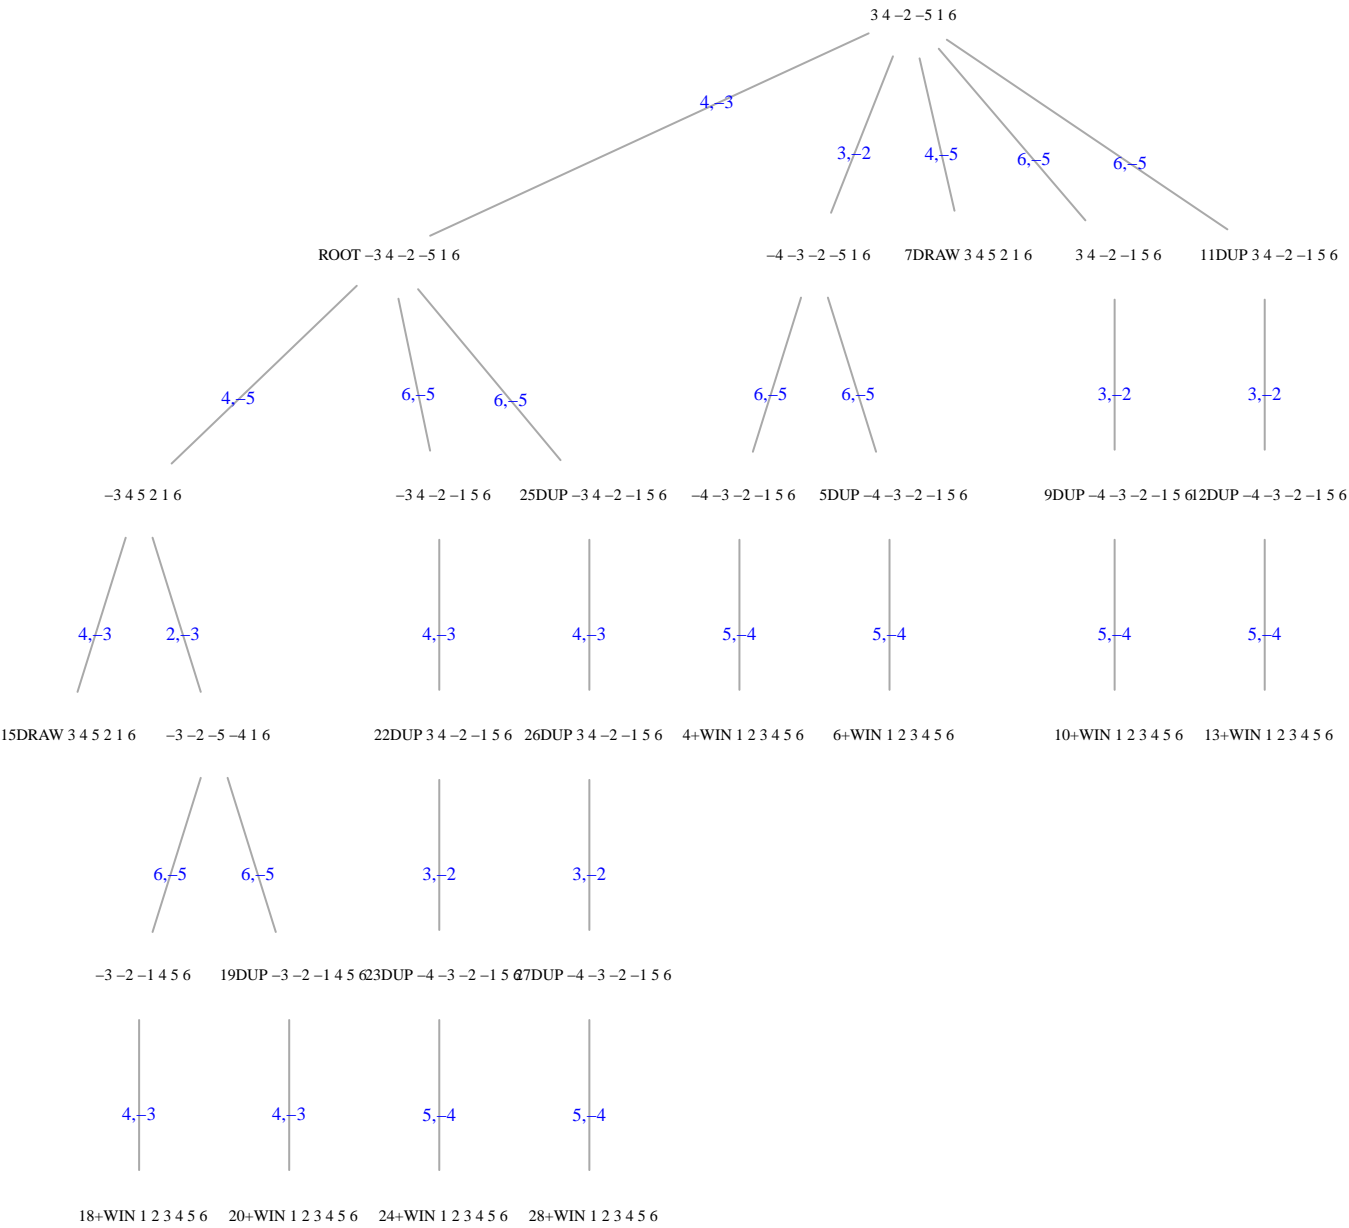 3 4 −2 −5 1 6
4,−3
3,−2
4,−5
6,−5
6,−5
ROOT −3 4 −2 −5 1 6
−4 −3 −2 −5 1 6
7DRAW 3 4 5 2 1 6
3 4 −2 −1 5 6
11DUP 3 4 −2 −1 5 6
4,−5
6,−5
6,−5
6,−5
6,−5
3,−2
3,−2
−3 4 5 2 1 6
−3 4 −2 −1 5 6
25DUP −3 4 −2 −1 5 6
−4 −3 −2 −1 5 6
5DUP −4 −3 −2 −1 5 6
9DUP −4 −3 −2 −1 5 6
12DUP −4 −3 −2 −1 5 6
4,−3
2,−3
4,−3
4,−3
5,−4
5,−4
5,−4
5,−4
15DRAW 3 4 5 2 1 6
−3 −2 −5 −4 1 6
22DUP 3 4 −2 −1 5 6
26DUP 3 4 −2 −1 5 6
4+WIN 1 2 3 4 5 6
6+WIN 1 2 3 4 5 6
10+WIN 1 2 3 4 5 6
13+WIN 1 2 3 4 5 6
6,−5
6,−5
3,−2
3,−2
−3 −2 −1 4 5 6
19DUP −3 −2 −1 4 5 6
23DUP −4 −3 −2 −1 5 6
27DUP −4 −3 −2 −1 5 6
4,−3
4,−3
5,−4
5,−4
18+WIN 1 2 3 4 5 6
20+WIN 1 2 3 4 5 6
24+WIN 1 2 3 4 5 6
28+WIN 1 2 3 4 5 6